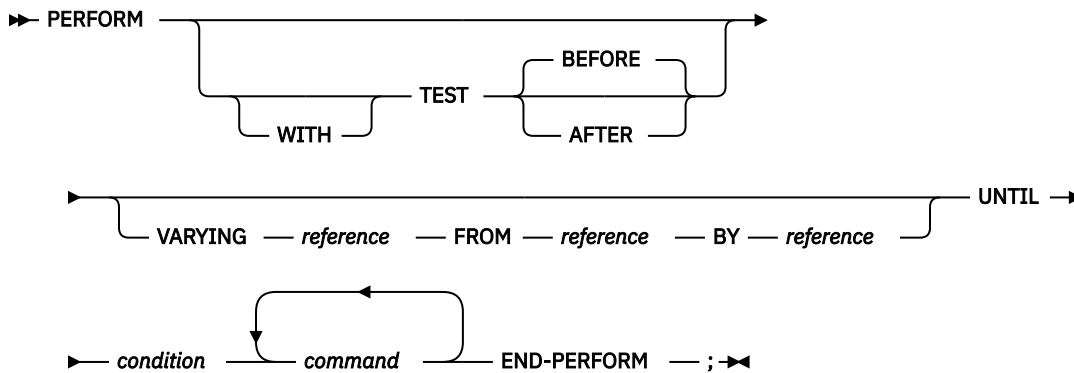 PERFORM
BEFORE
TEST
WITH AFTER
UNTIL
VARYING reference FROM reference BY reference
condition command END-PERFORM ;